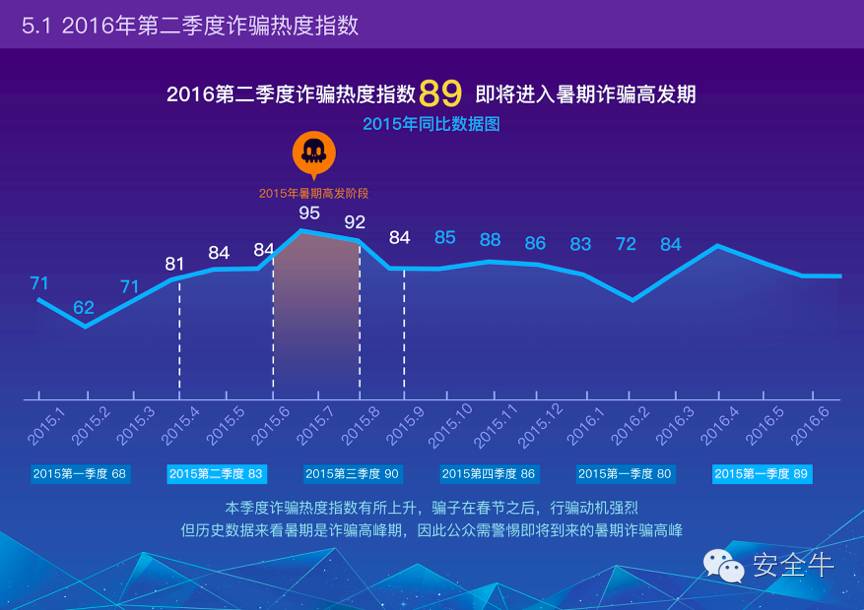 5.1 2016年第二季度诈骗热度指数
2016第二季度诈骗热度指数89 即将进入暑期诈骗高发期
2015年同比数据图
2015年暑期高发阶段
71 62 71 81 84 84 95 92 84 85 88 86 83 72 84
2015.1 2015.2 2015.3 2015.4 2015.5 2015.6 2015.7 2015.8 2015.9 2015.10 2015.11 2015.12 2016.1 2016.2 2016.3 2016.4 2016.5 2016.6
2015第一季度 68 2015第二季度 83 2015第三季度 90 2015第四季度 86 2015第一季度 80 2015第一季度 89
本季度诈骗热度指数有所上升，骗子在春节之后，行骗动机强烈
但历史数据来看暑期是诈骗高峰期，因此公众需警惕即将到来的暑期诈骗高峰
安全牛